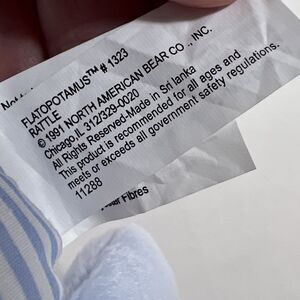 FLATOPOTAMUS™ # 1323
RATTLE
© 1991 NORTH AMERICAN BEAR CO., INC.
Chicago, IL 312/329-0020
All Rights Reserved-Made in Sri lanka
This product is recommended for all ages and
meets or exceeds all government safety regulations.
11288
Fibres